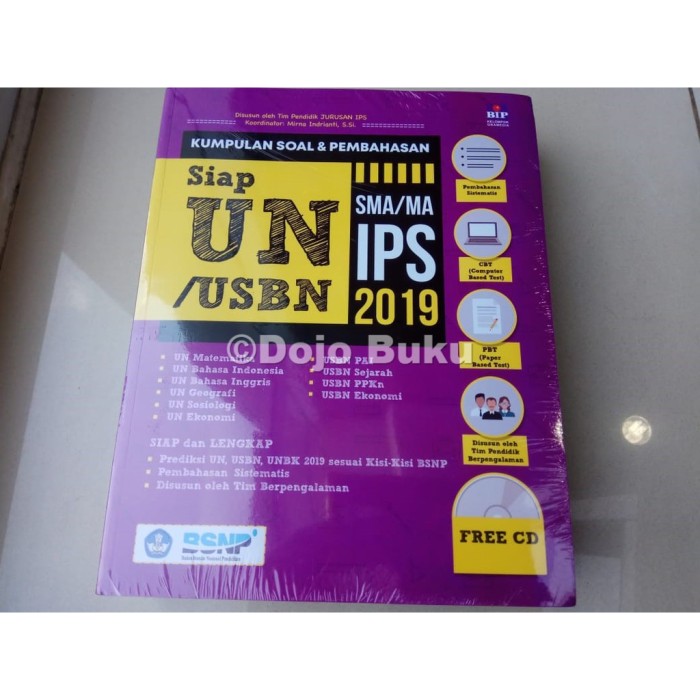 Disusun oleh Tim Pendidik JURUSAN IPS
Koordinator: Mirna Indrianti, S.Si.
BIP
KUMPULAN SOAL & PEMBAHASAN
Siap
UN
/USBN
SMA/MA
IPS
2019
Pembahasan
Sistematis
CBT
(Computer
Based Test)
PBT
(Paper
Based Test)
Disusun oleh
Tim Pendidik
Berpengalaman
FREE CD
©Dojo Buku
• UN Matematika
• UN Bahasa Indonesia
• UN Bahasa Inggris
• UN Geografi
• UN Sosiologi
• UN Ekonomi
• USBN PAI
• USBN Sejarah
• USBN PPKn
• USBN Ekonomi
SIAP dan LENGKAP
• Prediksi UN, USBN, UNBK 2019 sesuai Kisi-Kisi BSNP
• Pembahasan Sistematis
• Disusun oleh Tim Berpengalaman
BSNP
Badan Standar Nasional Pendidikan